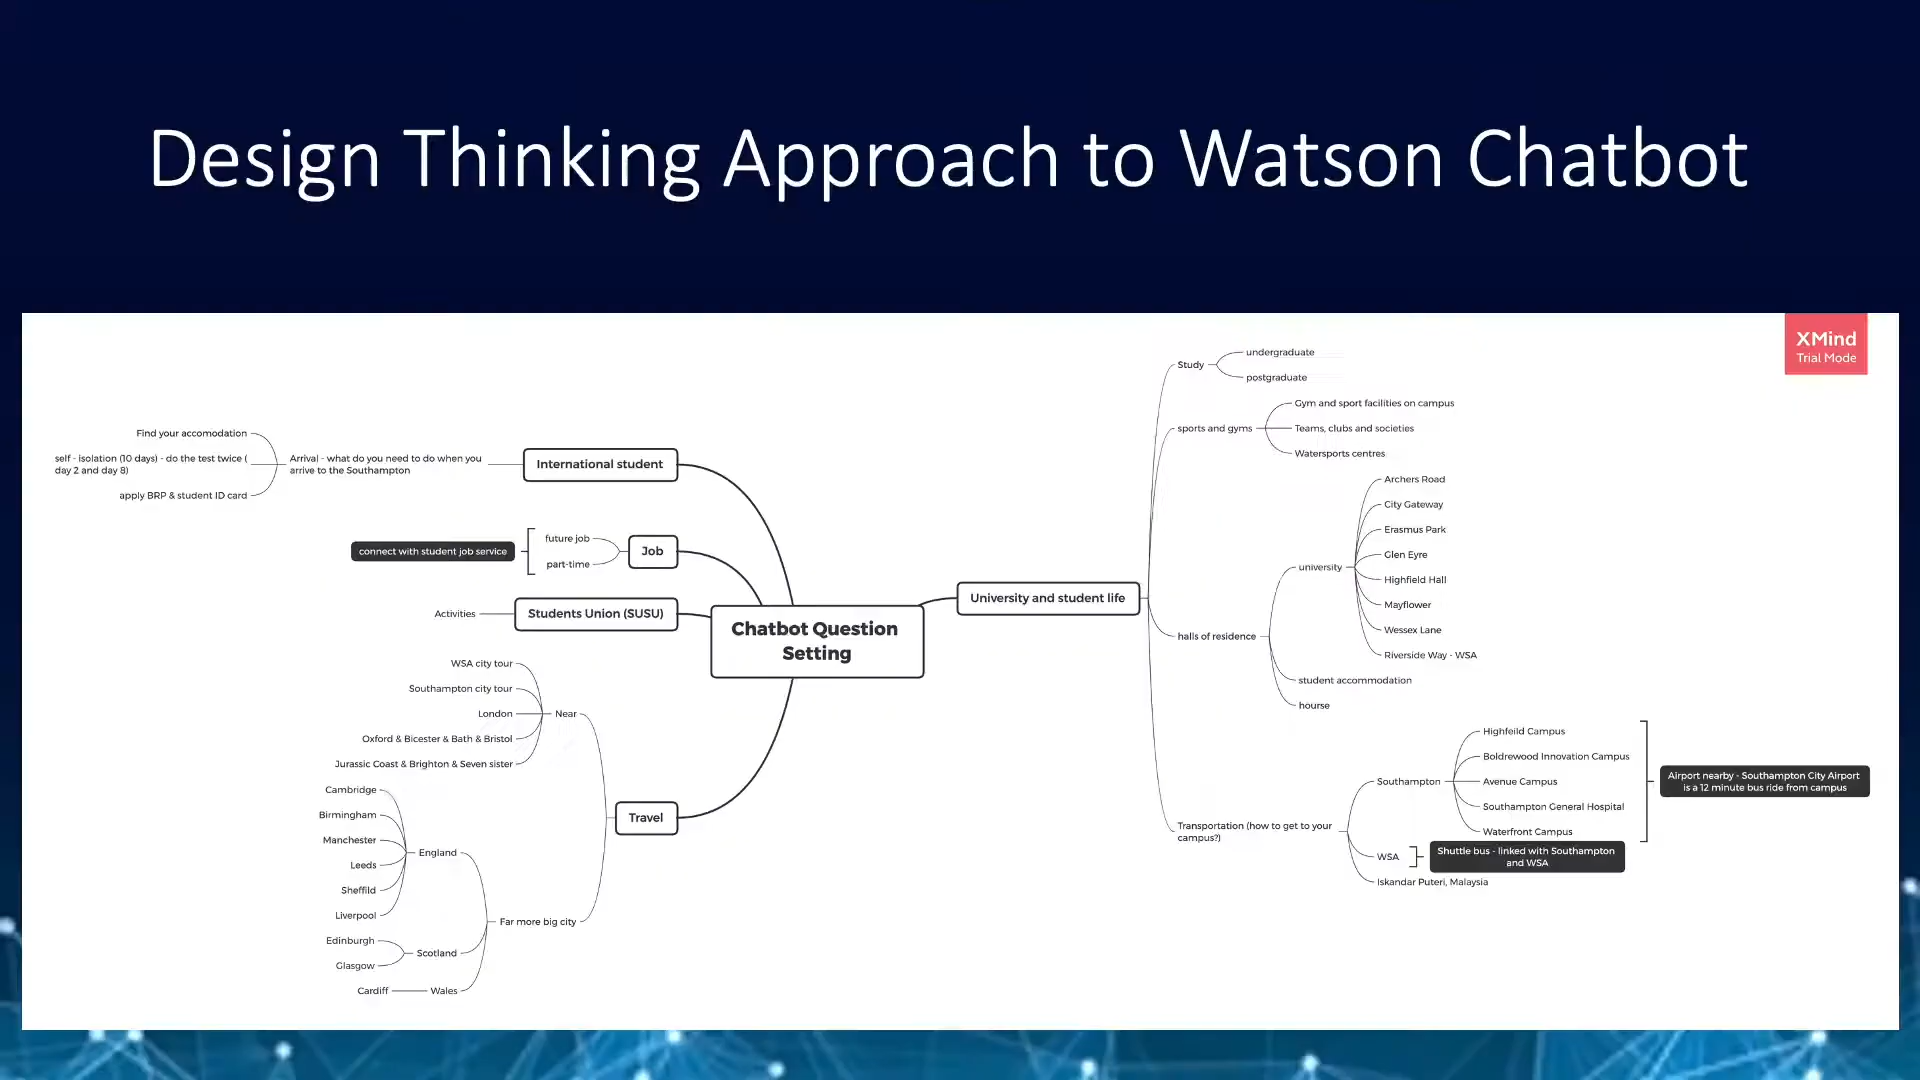 Design Thinking Approach to Watson Chatbot
XMind
Trial Mode
Chatbot Question
Setting
International student
Arrival - what do you need to do when you
arrive to the Southampton
Find your accomodation
self - isolation (10 days) - do the test twice (
day 2 and day 8)
apply BRP & student ID card
Job
future job
part-time
connect with student job service
Students Union (SUSU)
Activities
Travel
Near
WSA city tour
Southampton city tour
London
Oxford & Bicester & Bath & Bristol
Jurassic Coast & Brighton & Seven sister
Far more big city
England
Cambridge
Birmingham
Manchester
Leeds
Sheffild
Liverpool
Scotland
Edinburgh
Glasgow
Wales
Cardiff
University and student life
Study
undergraduate
postgraduate
sports and gyms
Gym and sport facilities on campus
Teams, clubs and societies
Watersports centres
halls of residence
university
Archers Road
City Gateway
Erasmus Park
Glen Eyre
Highfield Hall
Mayflower
Wessex Lane
Riverside Way - WSA
student accommodation
hourse
Transportation (how to get to your
campus?)
Southampton
Highfeild Campus
Boldrewood Innovation Campus
Avenue Campus
Southampton General Hospital
Waterfront Campus
Airport nearby - Southampton City Airport
is a 12 minute bus ride from campus
WSA
Shuttle bus - linked with Southampton
and WSA
Iskandar Puteri, Malaysia